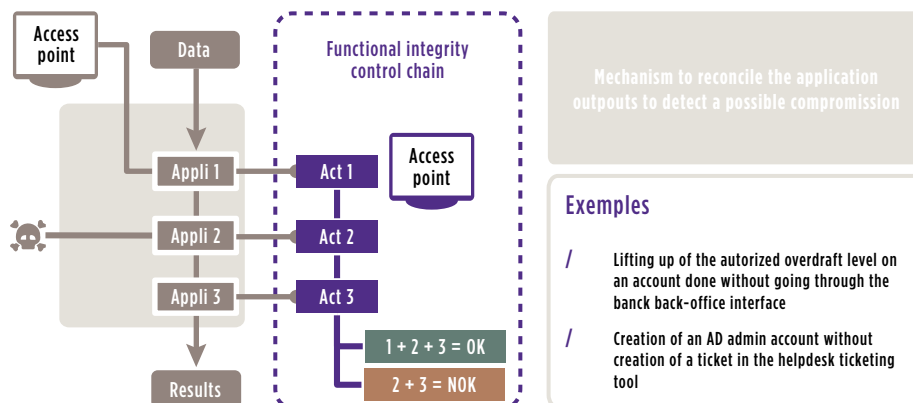 Access
point
Data
Appli 1
Appli 2
Appli 3
Results
Functional integrity
control chain
Access
point
Act 1
Act 2
Act 3
1 + 2 + 3 = OK
2 + 3 = NOK
Mechanism to reconcile the application
outpouts to detect a possible compromission
Exemples
/ Lifting up of the autorized overdraft level on
an account done without going through the
banck back-office interface
/ Creation of an AD admin account without
creation of a ticket in the helpdesk ticketing
tool